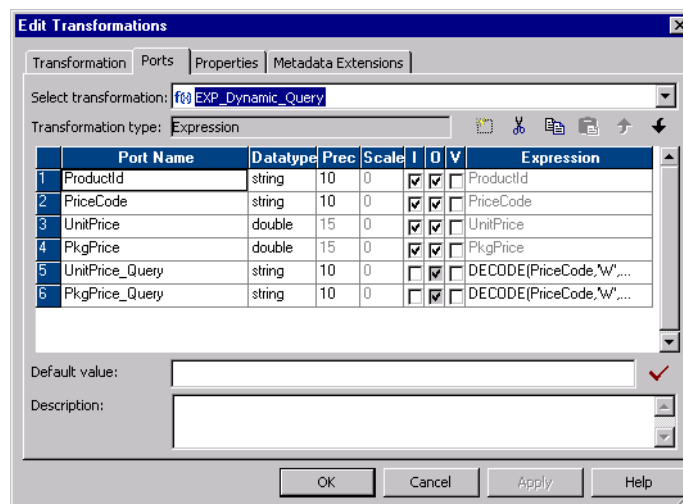 Edit Transformations
Transformation Ports Properties Metadata Extensions
Select transformation: f(x) EXP_Dynamic_Query
Transformation type: Expression
Port Name Datatype Prec Scale I O V Expression
1 ProductId string 10 0 ProductId
2 PriceCode string 10 0 PriceCode
3 UnitPrice double 15 0 UnitPrice
4 PkgPrice double 15 0 PkgPrice
5 UnitPrice_Query string 10 0 DECODE(PriceCode,'W',...
6 PkgPrice_Query string 10 0 DECODE(PriceCode,'W',...
Default value:
Description:
OK Cancel Apply Help